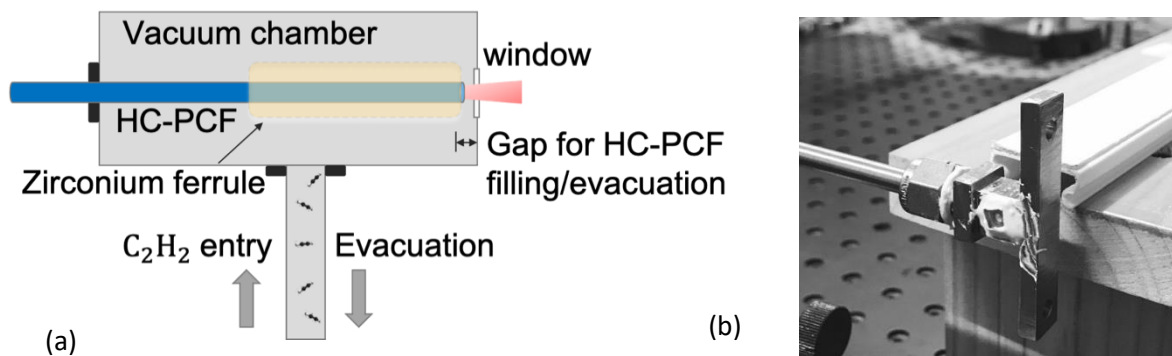 Vacuum chamber
window
HC-PCF
Gap for HC-PCF
filling/evacuation
Zirconium ferrule
C₂H₂ entry
Evacuation
(a)
(b)